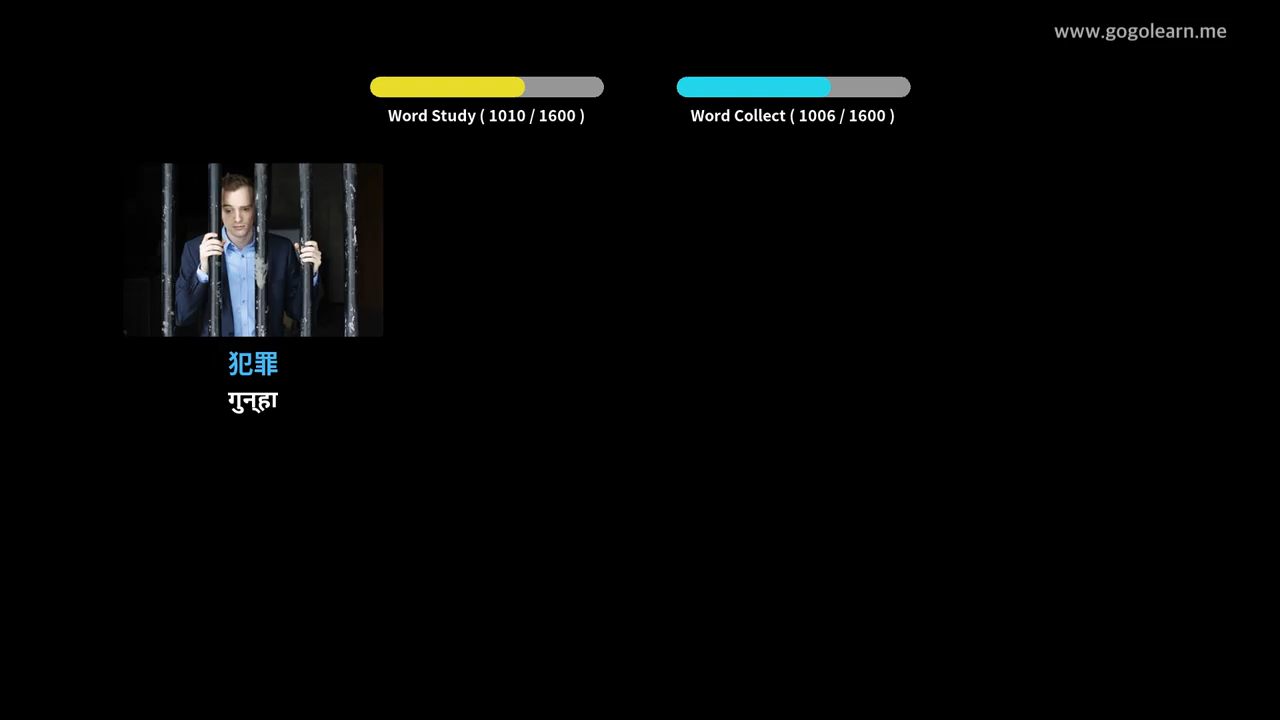 www.gogolearn.me
Word Study ( 1010 / 1600 )
Word Collect ( 1006 / 1600 )
犯罪
गुन्हा